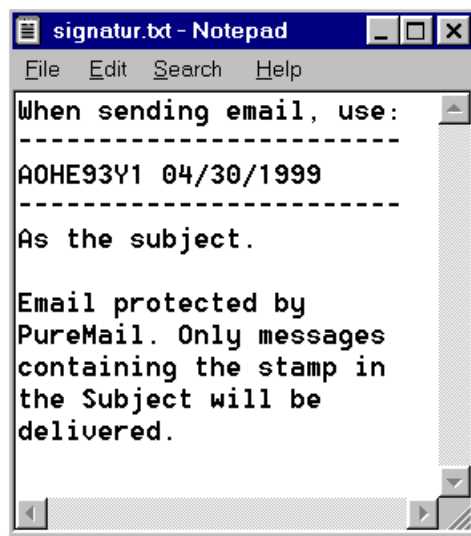 signatur.txt - Notepad
File Edit Search Help
When sending email, use:
------------------------
AOHE93Y1 04/30/1999
------------------------
As the subject.
Email protected by
PureMail. Only messages
containing the stamp in
the Subject will be
delivered.